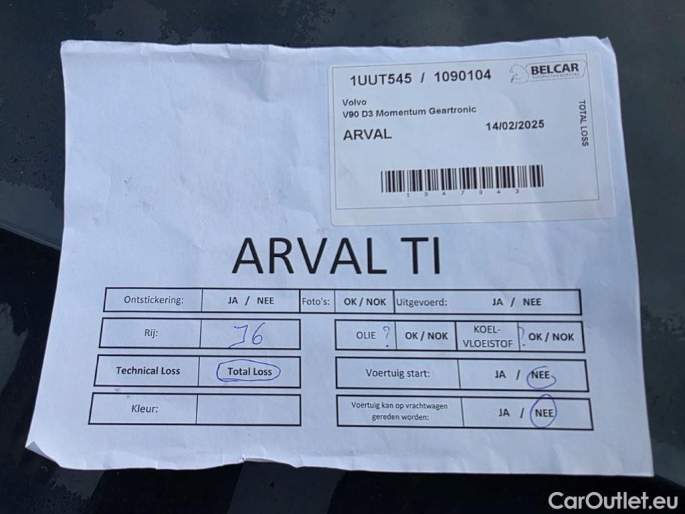 1UUT545 / 1090104
BELCAR
Volvo
V90 D3 Momentum Geartronic
ARVAL
14/02/2025
TOTAL LOSS
ARVAL TI
Ontstickering: JA / NEE Foto's: OK / NOK Uitgevoerd: JA / NEE
Rij: J6 OLIE ? OK / NOK KOEL-VLOEISTOF ? OK / NOK
Technical Loss Total Loss Voertuig start: JA / NEE
Kleur: Voertuig kan op vrachtwagen gereden worden: JA / NEE
CarOutlet.eu